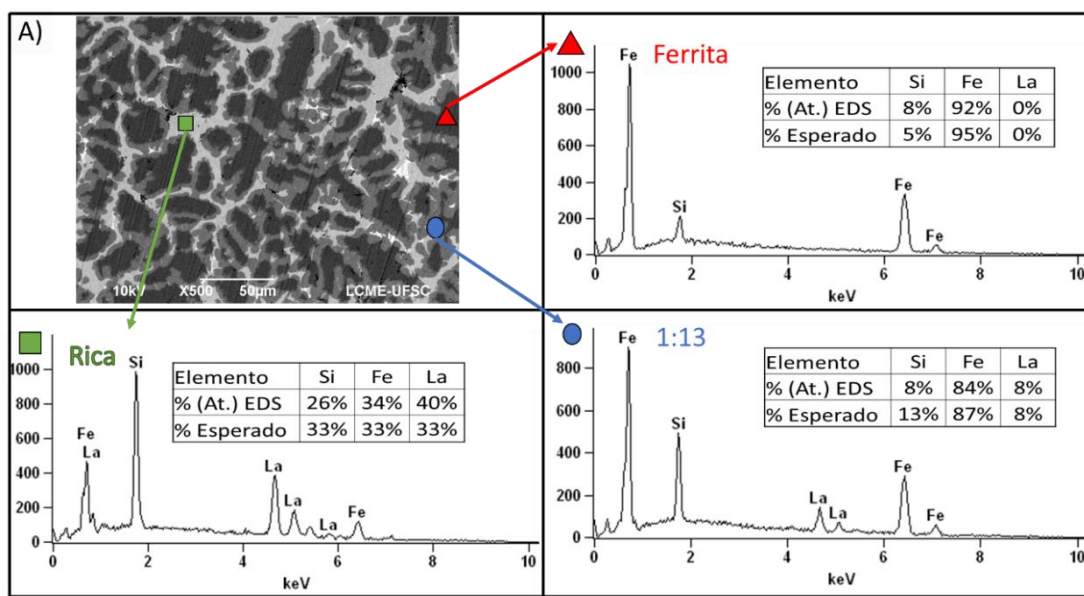 A)
10kV X500 50µm LCME-UFSC
Ferrita
1000
800
600
400
200
0
Fe
Si
Fe
Fe
Elemento Si Fe La
% (At.) EDS 8% 92% 0%
% Esperado 5% 95% 0%
0 2 4 6 8 10
keV
Rica
1000
800
600
400
200
0
Fe
La
Si
La
La
La
Fe
Elemento Si Fe La
% (At.) EDS 26% 34% 40%
% Esperado 33% 33% 33%
0 2 4 6 8 10
keV
1:13
800
600
400
200
0
Fe
Si
La
La
Fe
Fe
Elemento Si Fe La
% (At.) EDS 8% 84% 8%
% Esperado 13% 87% 8%
0 2 4 6 8 10
keV